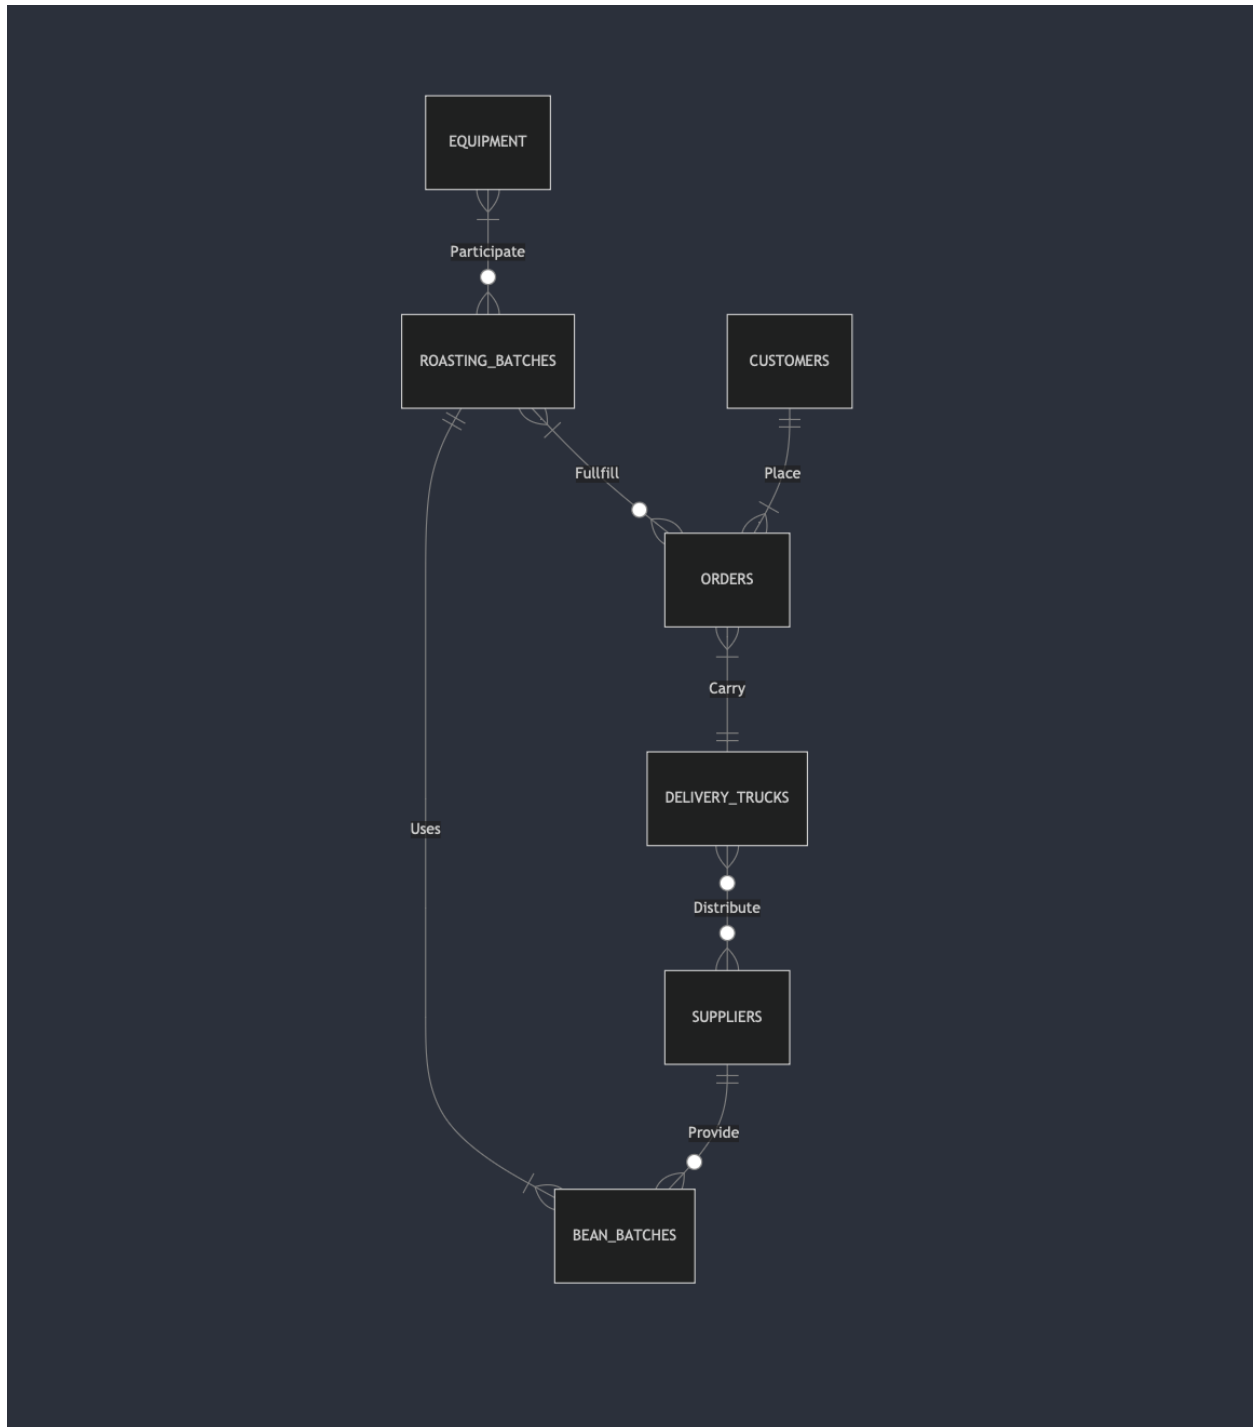 EQUIPMENT
Participate
ROASTING_BATCHES
CUSTOMERS
Fullfill
Place
ORDERS
Carry
DELIVERY_TRUCKS
Uses
Distribute
SUPPLIERS
Provide
BEAN_BATCHES